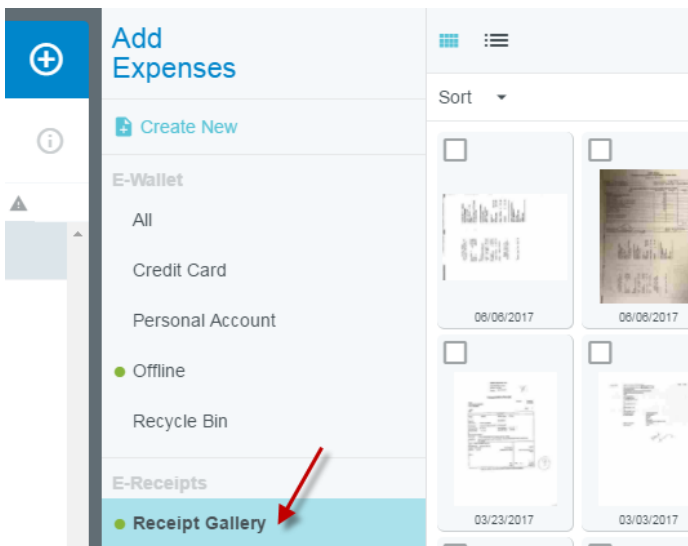 Add
Expenses
Create New
E-Wallet
All
Credit Card
Personal Account
Offline
Recycle Bin
E-Receipts
Receipt Gallery
Sort
06/06/2017
06/06/2017
03/23/2017
03/03/2017